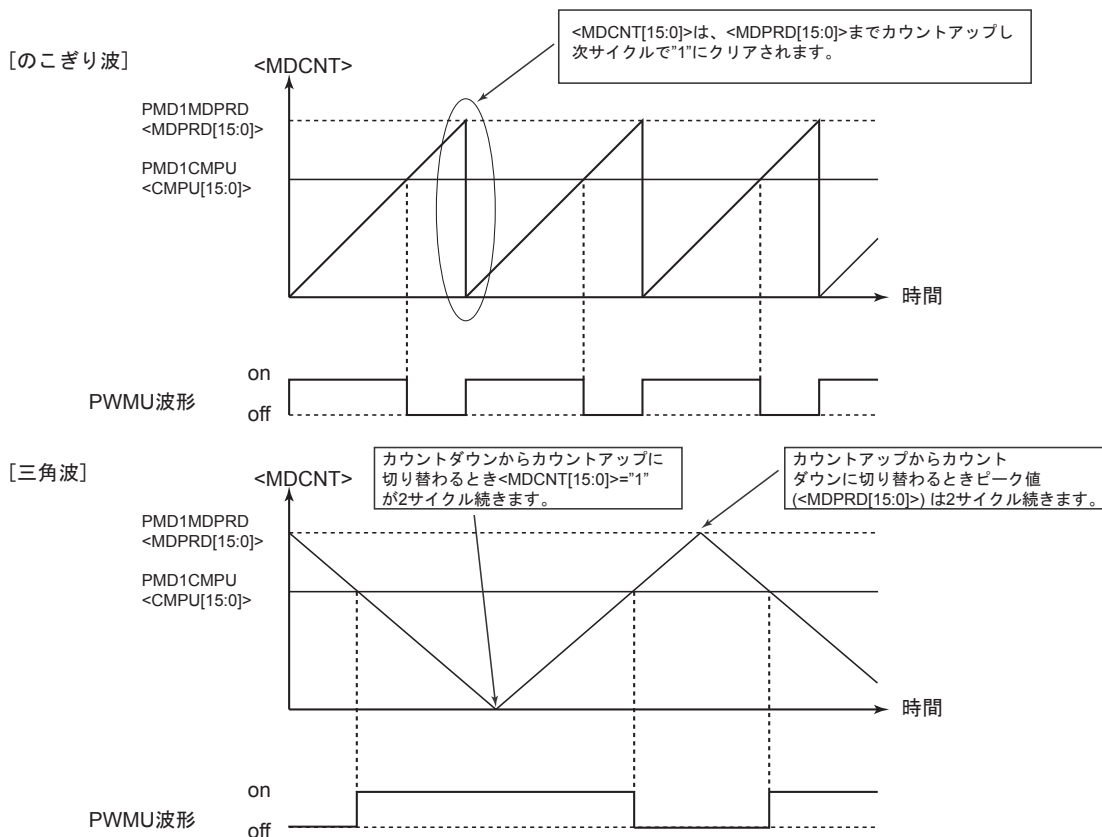 <MDCNT[15:0]>は、<MDPRD[15:0]>までカウントアップし
次サイクルで"1"にクリアされます。
[のこぎり波]
<MDCNT>
PMD1MDPRD
<MDPRD[15:0]>
PMD1CMPU
<CMPU[15:0]>
時間
on
PWMU波形
off
[三角波]
<MDCNT>
カウントダウンからカウントアップに
切り替わるとき<MDCNT[15:0]>="1"
が2サイクル続きます。
カウントアップからカウント
ダウンに切り替わるときピーク値
(<MDPRD[15:0]>) は2サイクル続きます。
PMD1MDPRD
<MDPRD[15:0]>
PMD1CMPU
<CMPU[15:0]>
時間
on
PWMU波形
off